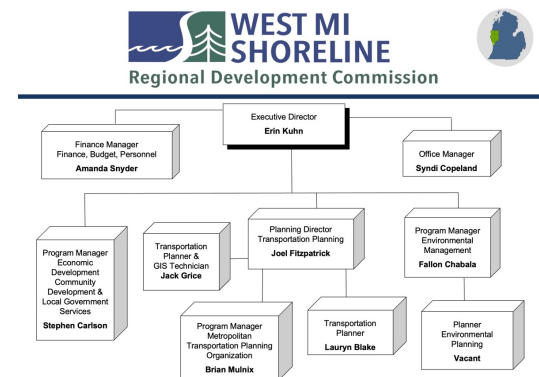 WEST MI
SHORELINE
Regional Development Commission
Executive Director
Erin Kuhn
Finance Manager
Finance, Budget, Personnel
Amanda Snyder
Office Manager
Syndi Copeland
Program Manager
Economic
Development
Community
Development &
Local Government
Services
Stephen Carlson
Transportation
Planner &
GIS Technician
Jack Grice
Planning Director
Transportation Planning
Joel Fitzpatrick
Program Manager
Environmental
Management
Fallon Chabala
Program Manager
Metropolitan
Transportation Planning
Organization
Brian Mulnix
Transportation
Planner
Lauryn Blake
Planner
Environmental
Planning
Vacant